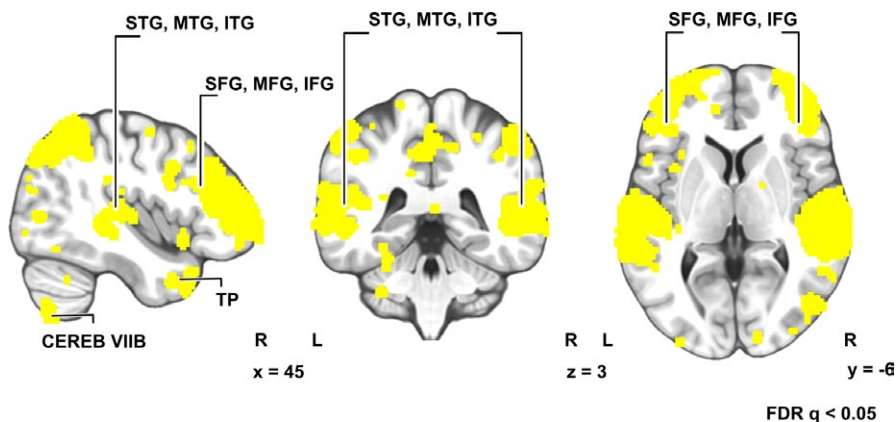 STG, MTG, ITG
STG, MTG, ITG
SFG, MFG, IFG
SFG, MFG, IFG
TP
CEREB VIIB
R
L
R
L
R
x = 45
z = 3
y = -6
FDR q < 0.05